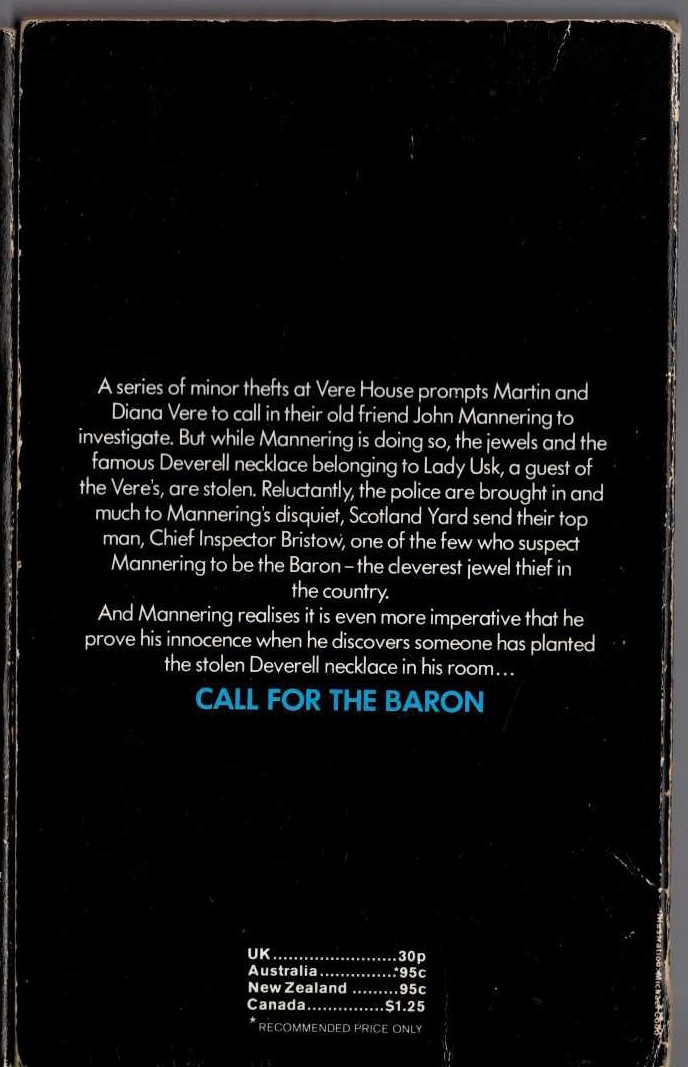 A series of minor thefts at Vere House prompts Martin and
Diana Vere to call in their old friend John Mannering to
investigate. But while Mannering is doing so, the jewels and the
famous Deverell necklace belonging to Lady Usk, a guest of
the Vere's, are stolen. Reluctantly, the police are brought in and
much to Mannering's disquiet, Scotland Yard send their top
man, Chief Inspector Bristow, one of the few who suspect
Mannering to be the Baron – the cleverest jewel thief in
the country.
And Mannering realises it is even more imperative that he
prove his innocence when he discovers someone has planted
the stolen Deverell necklace in his room...
CALL FOR THE BARON
UK........................30p
Australia...............*95c
New Zealand .........95c
Canada...............$1.25
* RECOMMENDED PRICE ONLY